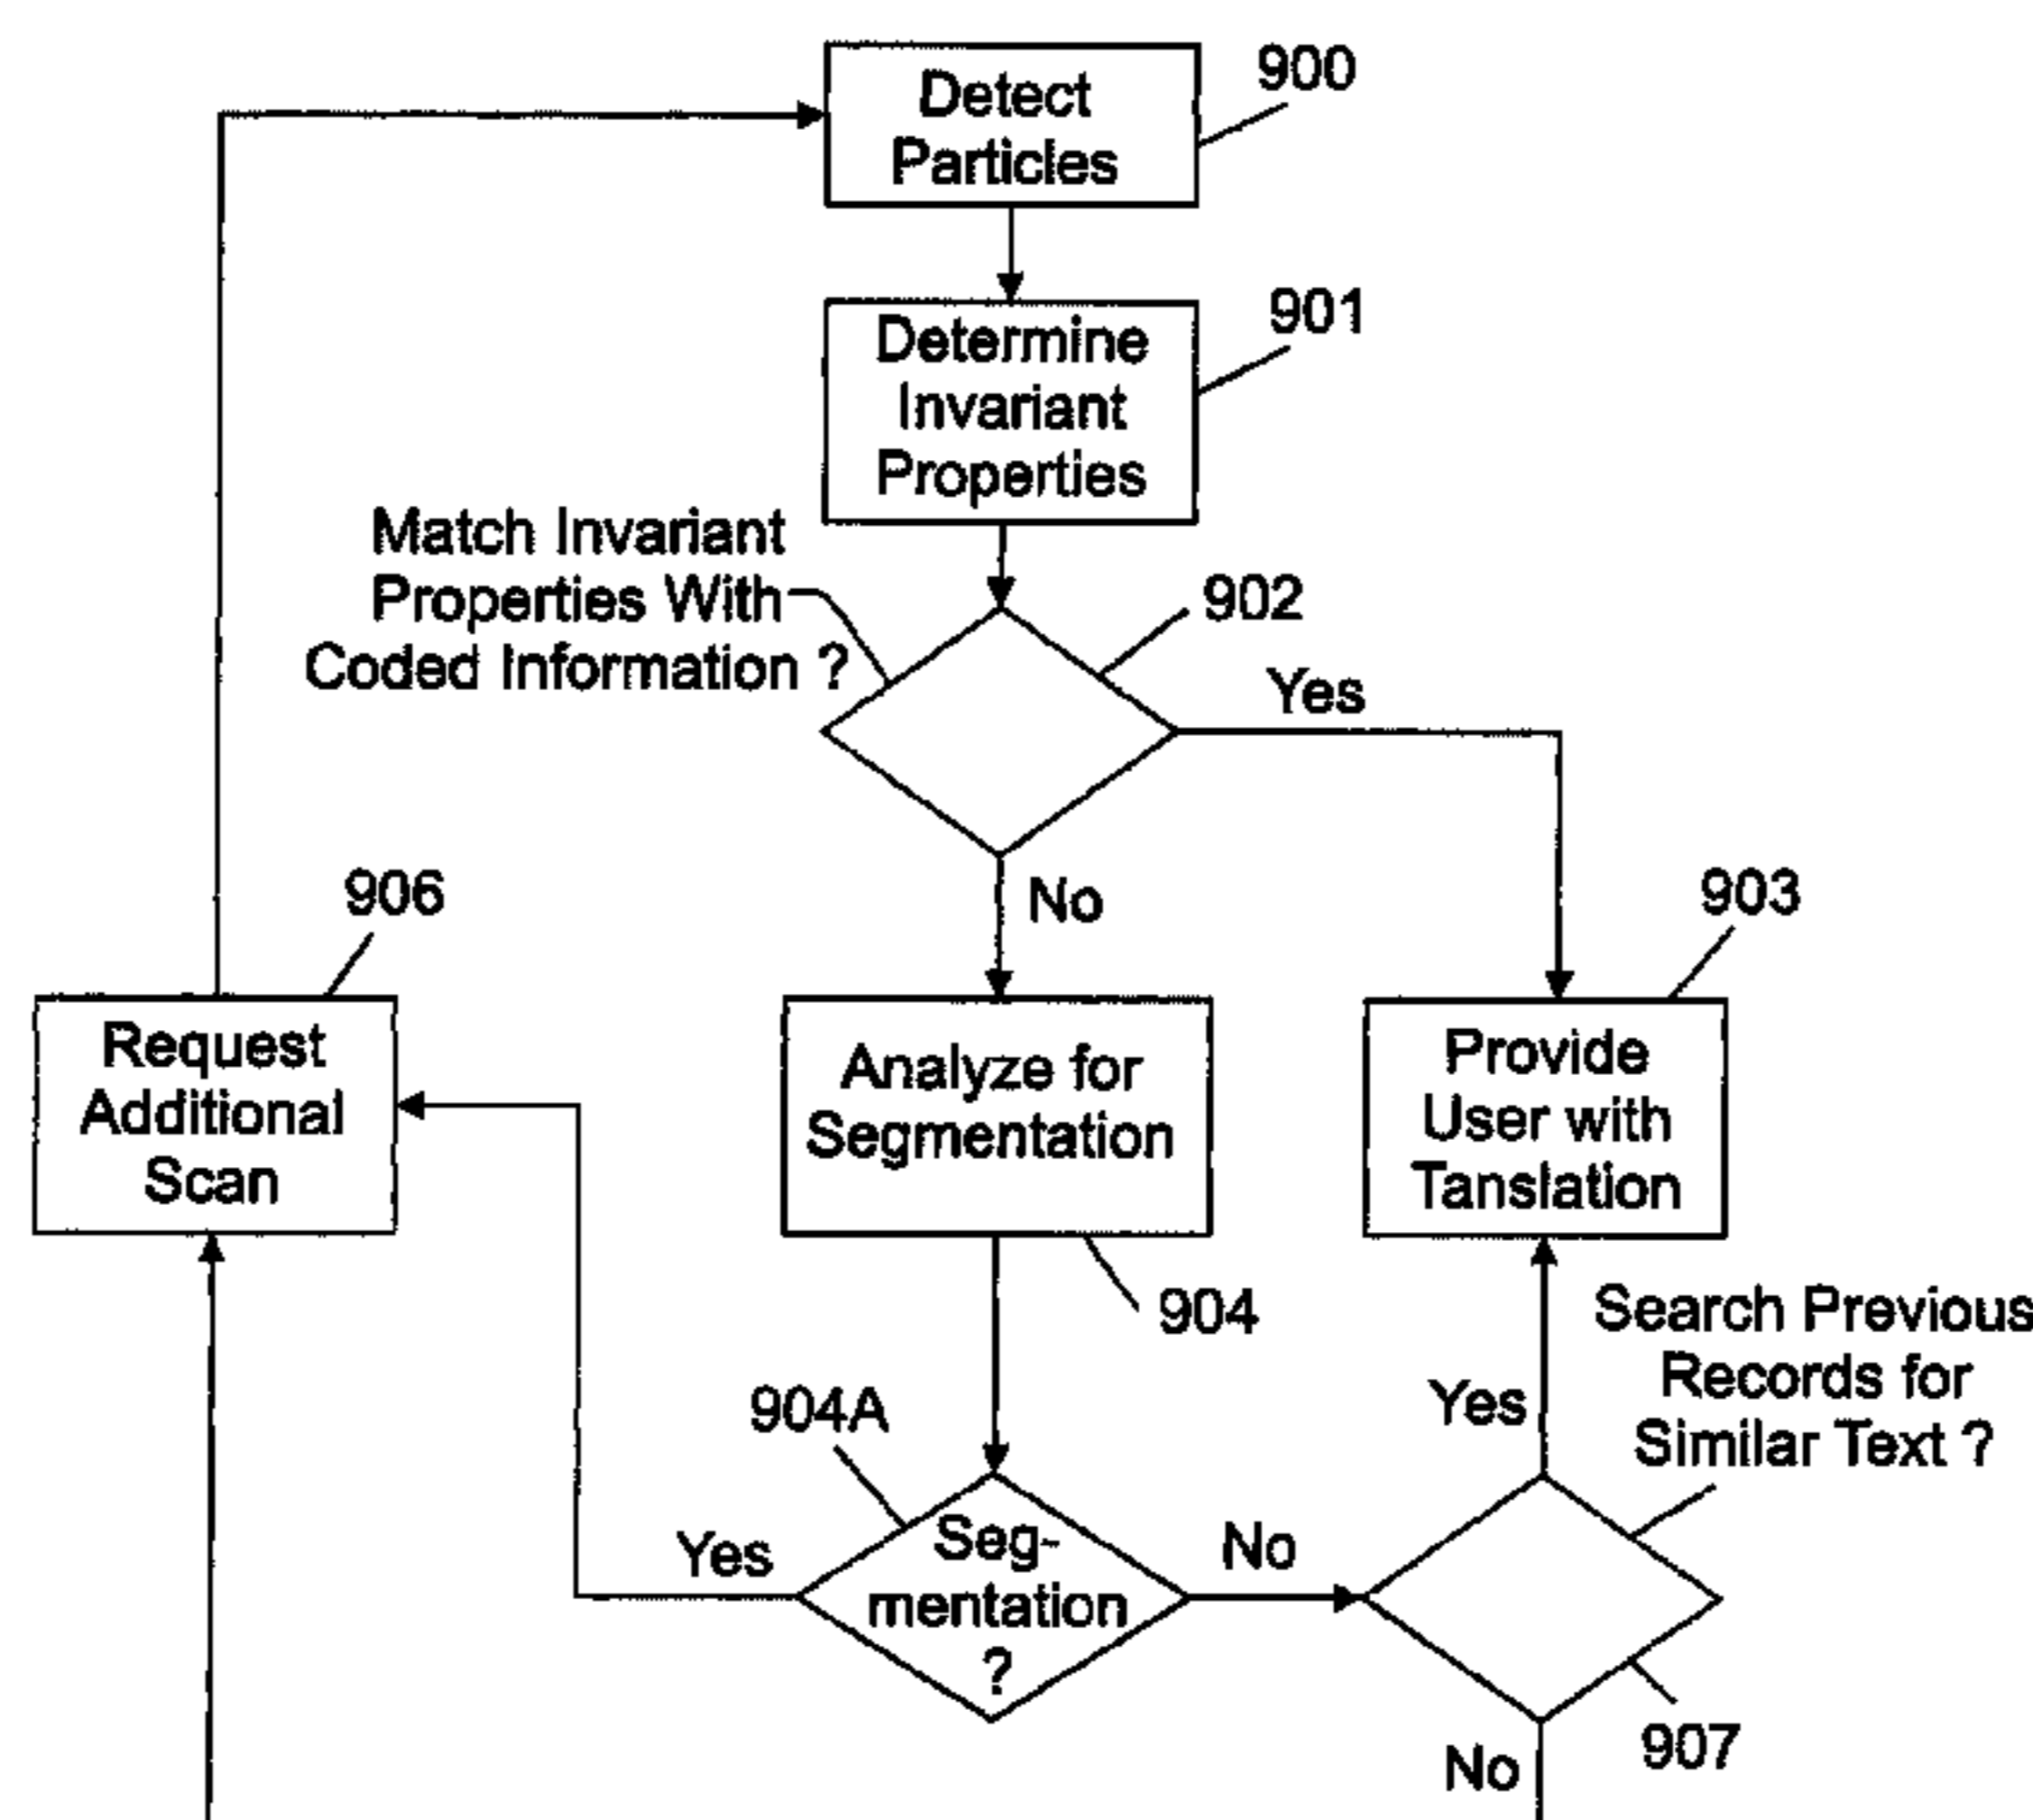 900
Detect
Particles
901
Determine
Invariant
Properties
Match Invariant
Properties With
Coded Information ?
902
Yes
No
906
903
Request
Additional
Scan
Analyze for
Segmentation
Provide
User with
Tanslation
904
Search Previous
Records for
Similar Text ?
904A
Yes
Yes
Seg-
mentation
?
No
907
No